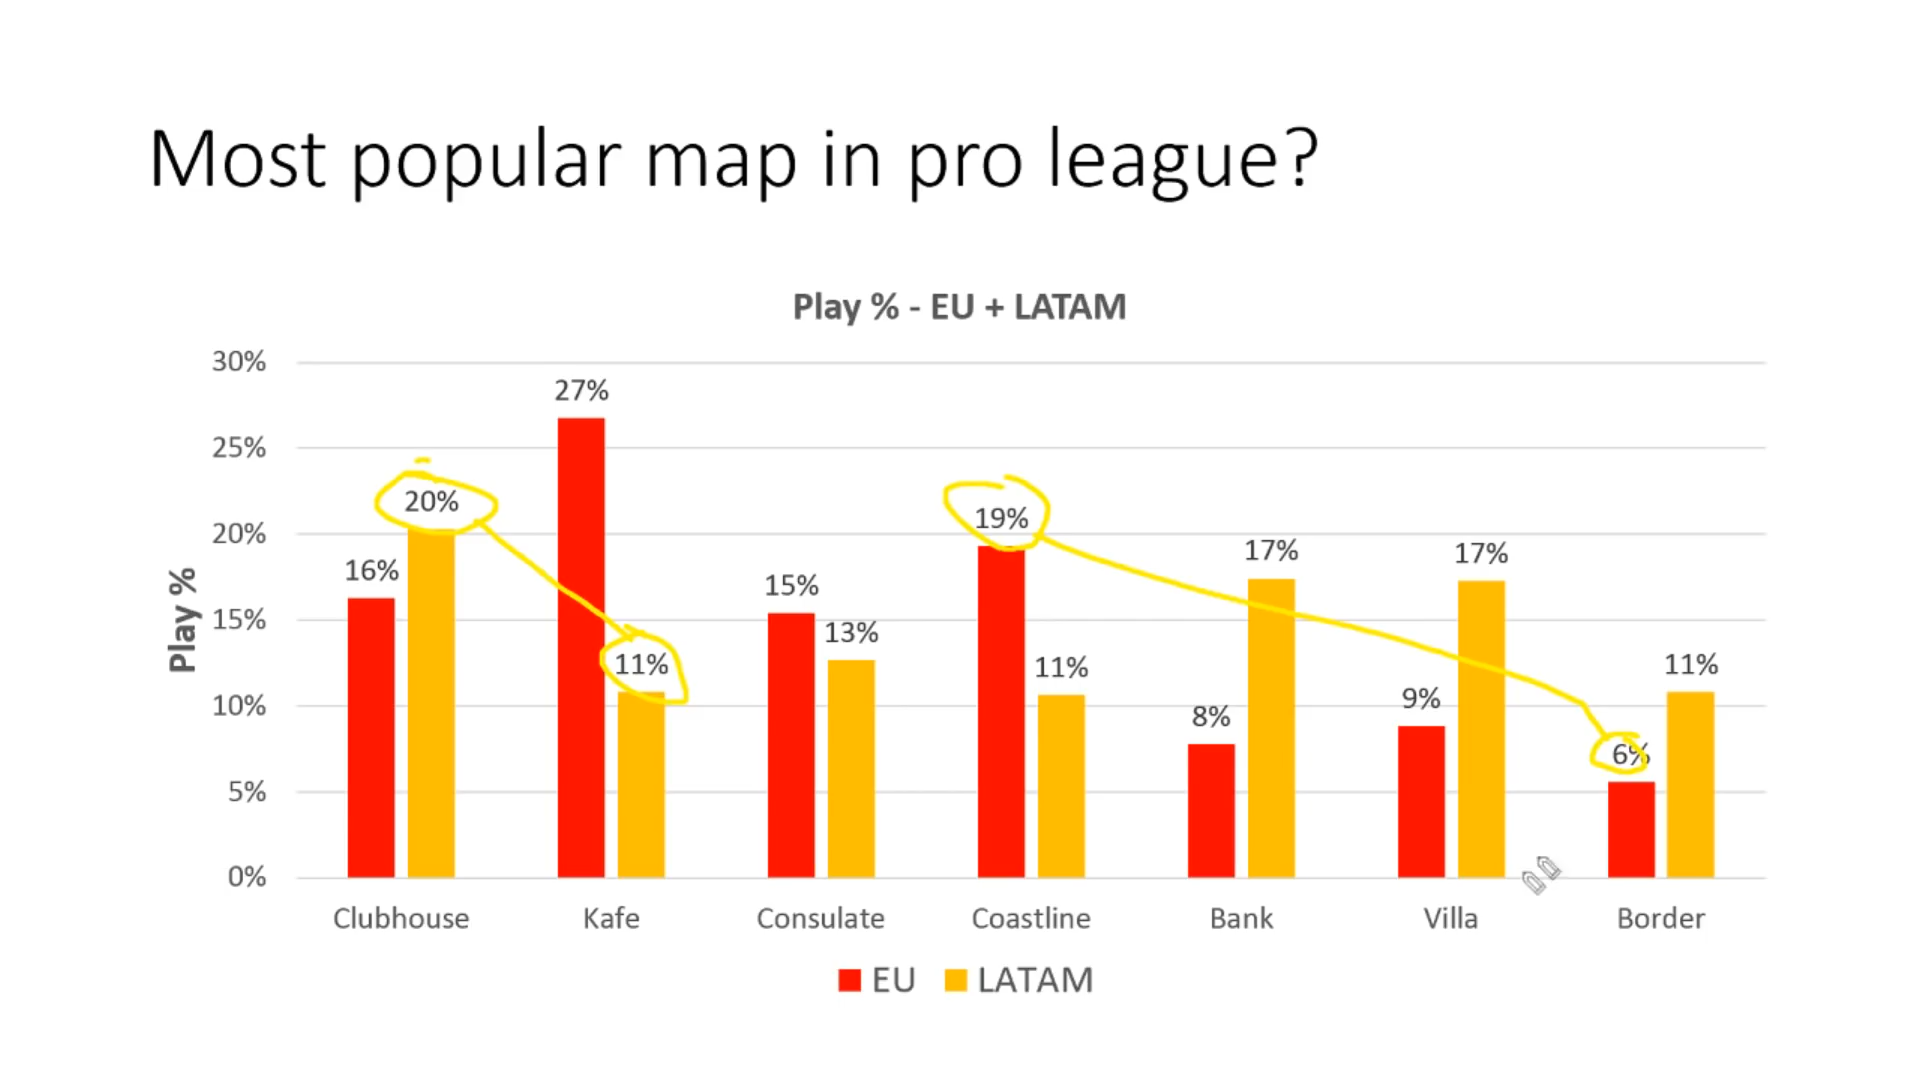 Most popular map in pro league?
Play % - EU + LATAM
30%
25%
20%
15%
10%
5%
0%
Play %
16%
20%
27%
11%
15%
13%
19%
11%
8%
17%
9%
17%
6%
11%
Clubhouse
Kafe
Consulate
Coastline
Bank
Villa
Border
EU
LATAM